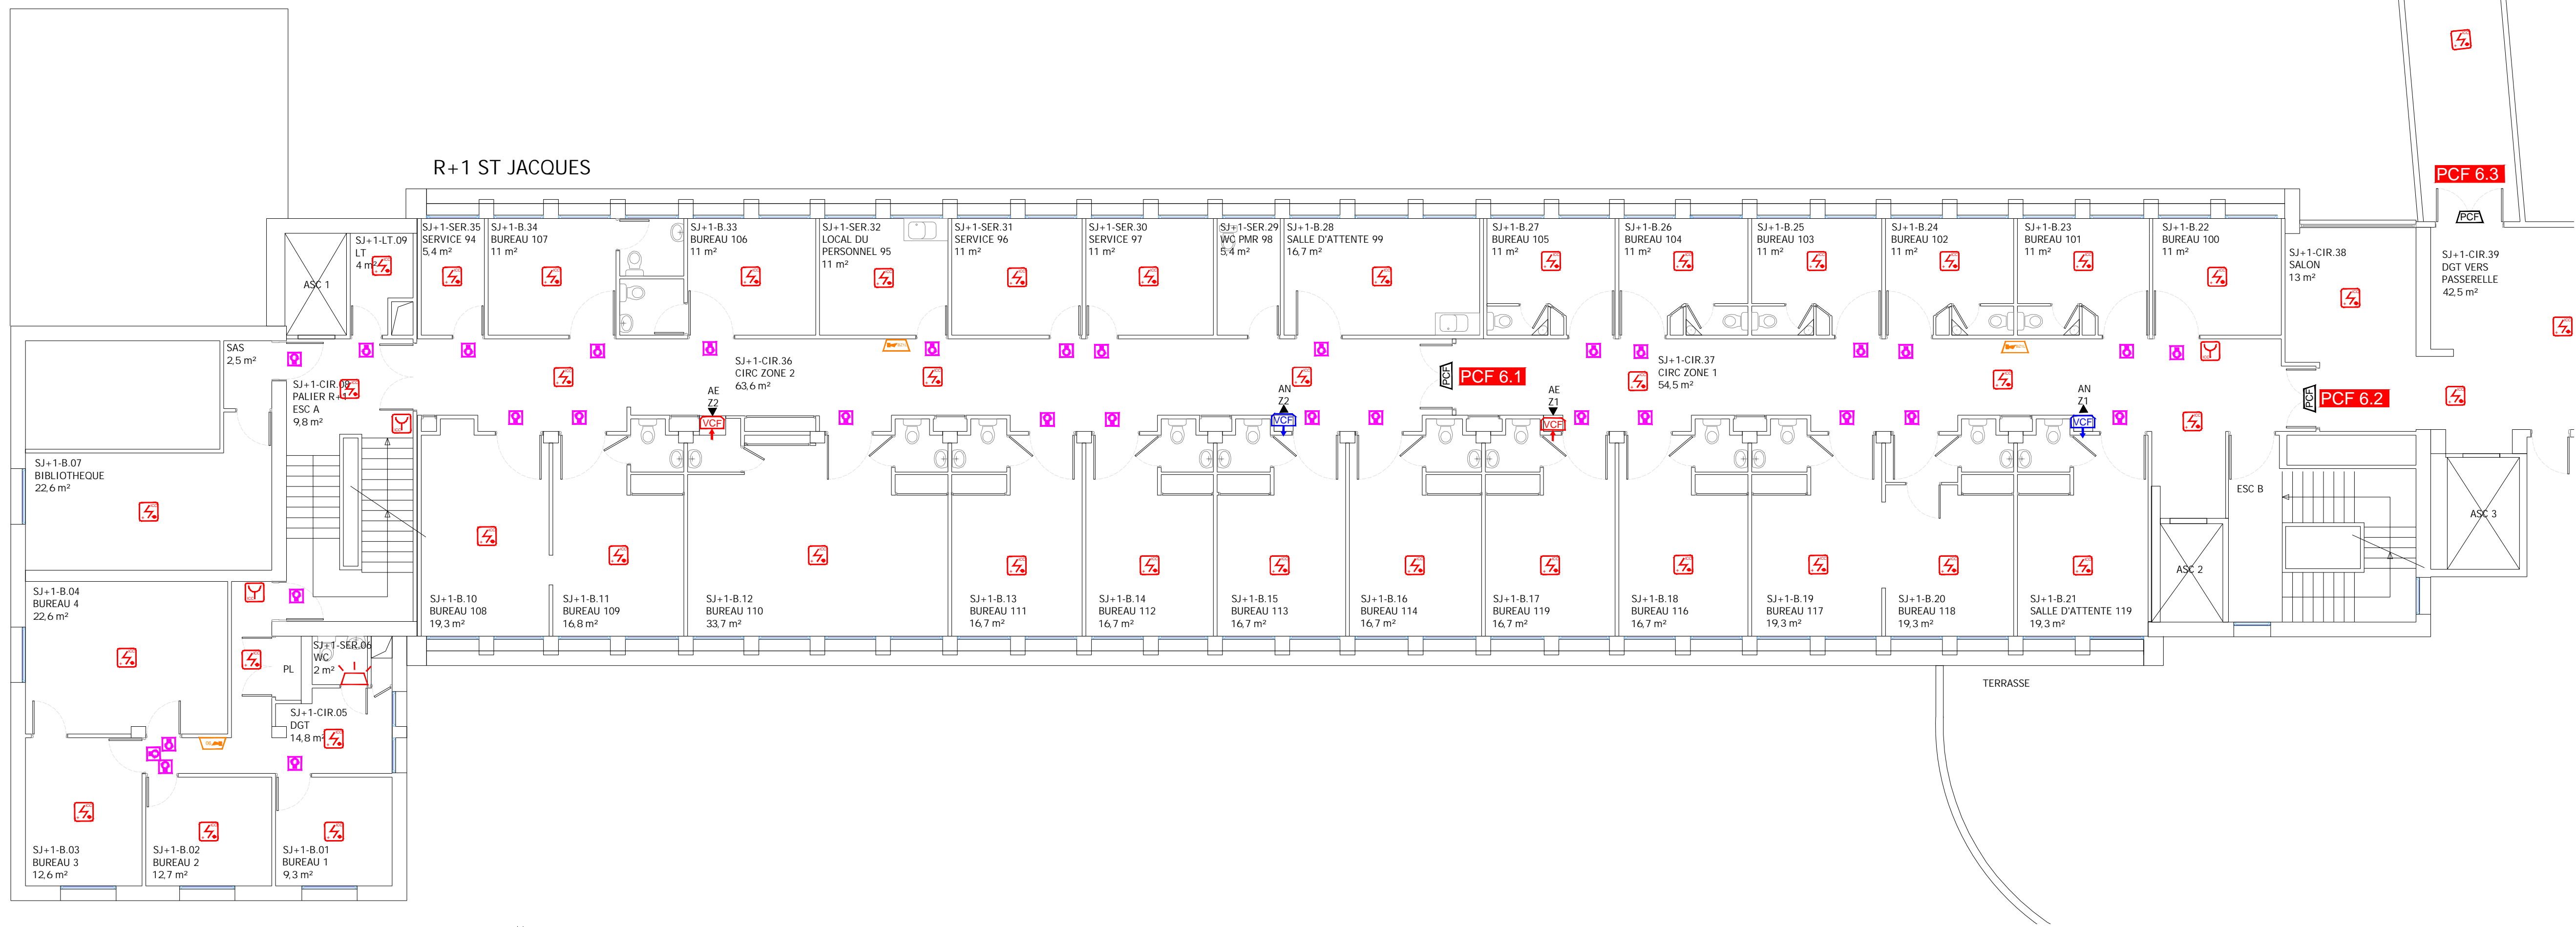 R+1 ST JACQUES
PCF 6.3
PCF
SJ+1-LT.09
LT
4 m²
ASC 1
SJ+1-SER.35
SERVICE 94
5,4 m²
SJ+1-B.34
BUREAU 107
11 m²
SJ+1-B.33
BUREAU 106
11 m²
SJ+1-SER.32
LOCAL DU
PERSONNEL 95
11 m²
SJ+1-SER.31
SERVICE 96
11 m²
SJ+1-SER.30
SERVICE 97
11 m²
SJ+1-SER.29
WC PMR 98
5,4 m²
SJ+1-B.28
SALLE D'ATTENTE 99
16,7 m²
SJ+1-B.27
BUREAU 105
11 m²
SJ+1-B.26
BUREAU 104
11 m²
SJ+1-B.25
BUREAU 103
11 m²
SJ+1-B.24
BUREAU 102
11 m²
SJ+1-B.23
BUREAU 101
11 m²
SJ+1-B.22
BUREAU 100
11 m²
SJ+1-CIR.38
SALON
13 m²
SJ+1-CIR.39
DGT VERS
PASSERELLE
42,5 m²
SAS
2,5 m²
SJ+1-CIR.08
PALIER R+1
ESC A
9,8 m²
SJ+1-CIR.36
CIRC ZONE 2
63,6 m²
AE
Z2
VCF
AN
Z2
VCF
PCF
PCF 6.1
AE
Z1
VCF
SJ+1-CIR.37
CIRC ZONE 1
54,5 m²
AN
Z1
VCF
PCF
PCF 6.2
SJ+1-B.07
BIBLIOTHEQUE
22,6 m²
ESC B
ASC 2
ASC 3
SJ+1-B.04
BUREAU 4
22,6 m²
SJ+1-B.10
BUREAU 108
19,3 m²
SJ+1-B.11
BUREAU 109
16,8 m²
SJ+1-B.12
BUREAU 110
33,7 m²
SJ+1-B.13
BUREAU 111
16,7 m²
SJ+1-B.14
BUREAU 112
16,7 m²
SJ+1-B.15
BUREAU 113
16,7 m²
SJ+1-B.16
BUREAU 114
16,7 m²
SJ+1-B.17
BUREAU 119
16,7 m²
SJ+1-B.18
BUREAU 116
16,7 m²
SJ+1-B.19
BUREAU 117
19,3 m²
SJ+1-B.20
BUREAU 118
19,3 m²
SJ+1-B.21
SALLE D'ATTENTE 119
19,3 m²
SJ+1-SER.06
WC
2 m²
PL
TERRASSE
SJ+1-CIR.05
DGT
14,8 m²
SJ+1-B.03
BUREAU 3
12,6 m²
SJ+1-B.02
BUREAU 2
12,7 m²
SJ+1-B.01
BUREAU 1
9,3 m²